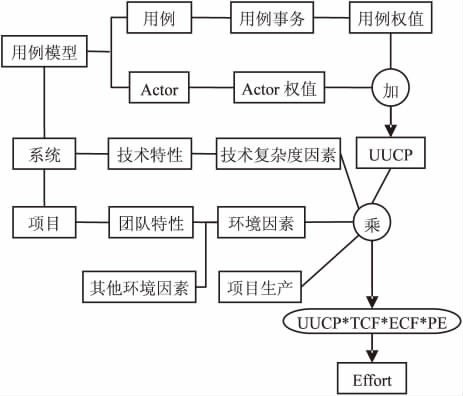 用例
用例事务
用例权值
用例模型
Actor
Actor 权值
加
系统
技术特性
技术复杂度因素
UUCP
项目
团队特性
环境因素
乘
其他环境因素
项目生产
UUCP*TCF*ECF*PE
Effort